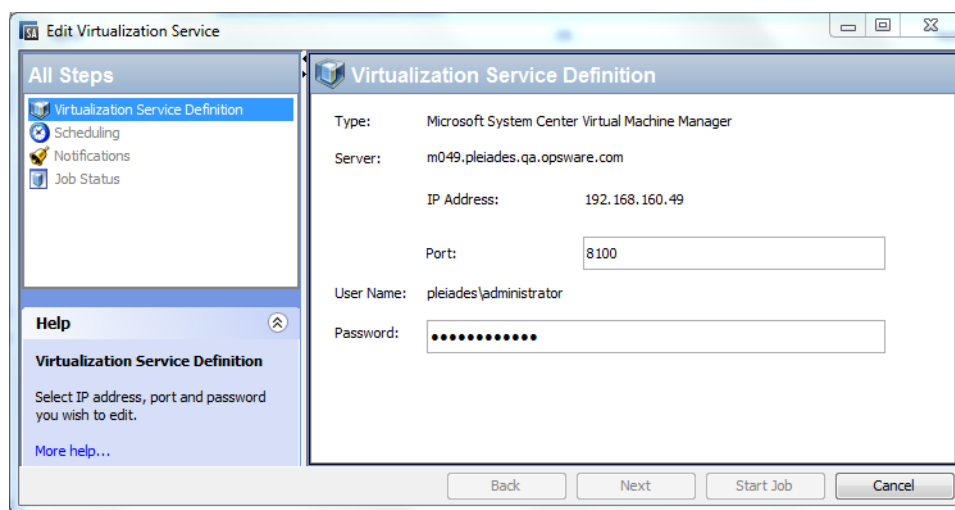 SA Edit Virtualization Service
All Steps
Virtualization Service Definition
Scheduling
Notifications
Job Status
Help
Virtualization Service Definition
Select IP address, port and password
you wish to edit.
More help...
Virtualization Service Definition
Type: Microsoft System Center Virtual Machine Manager
Server: m049.pleiades.qa.opsware.com
IP Address: 192.168.160.49
Port: 8100
User Name: pleiades\administrator
Password: ●●●●●●●●●●●●
Back Next Start Job Cancel